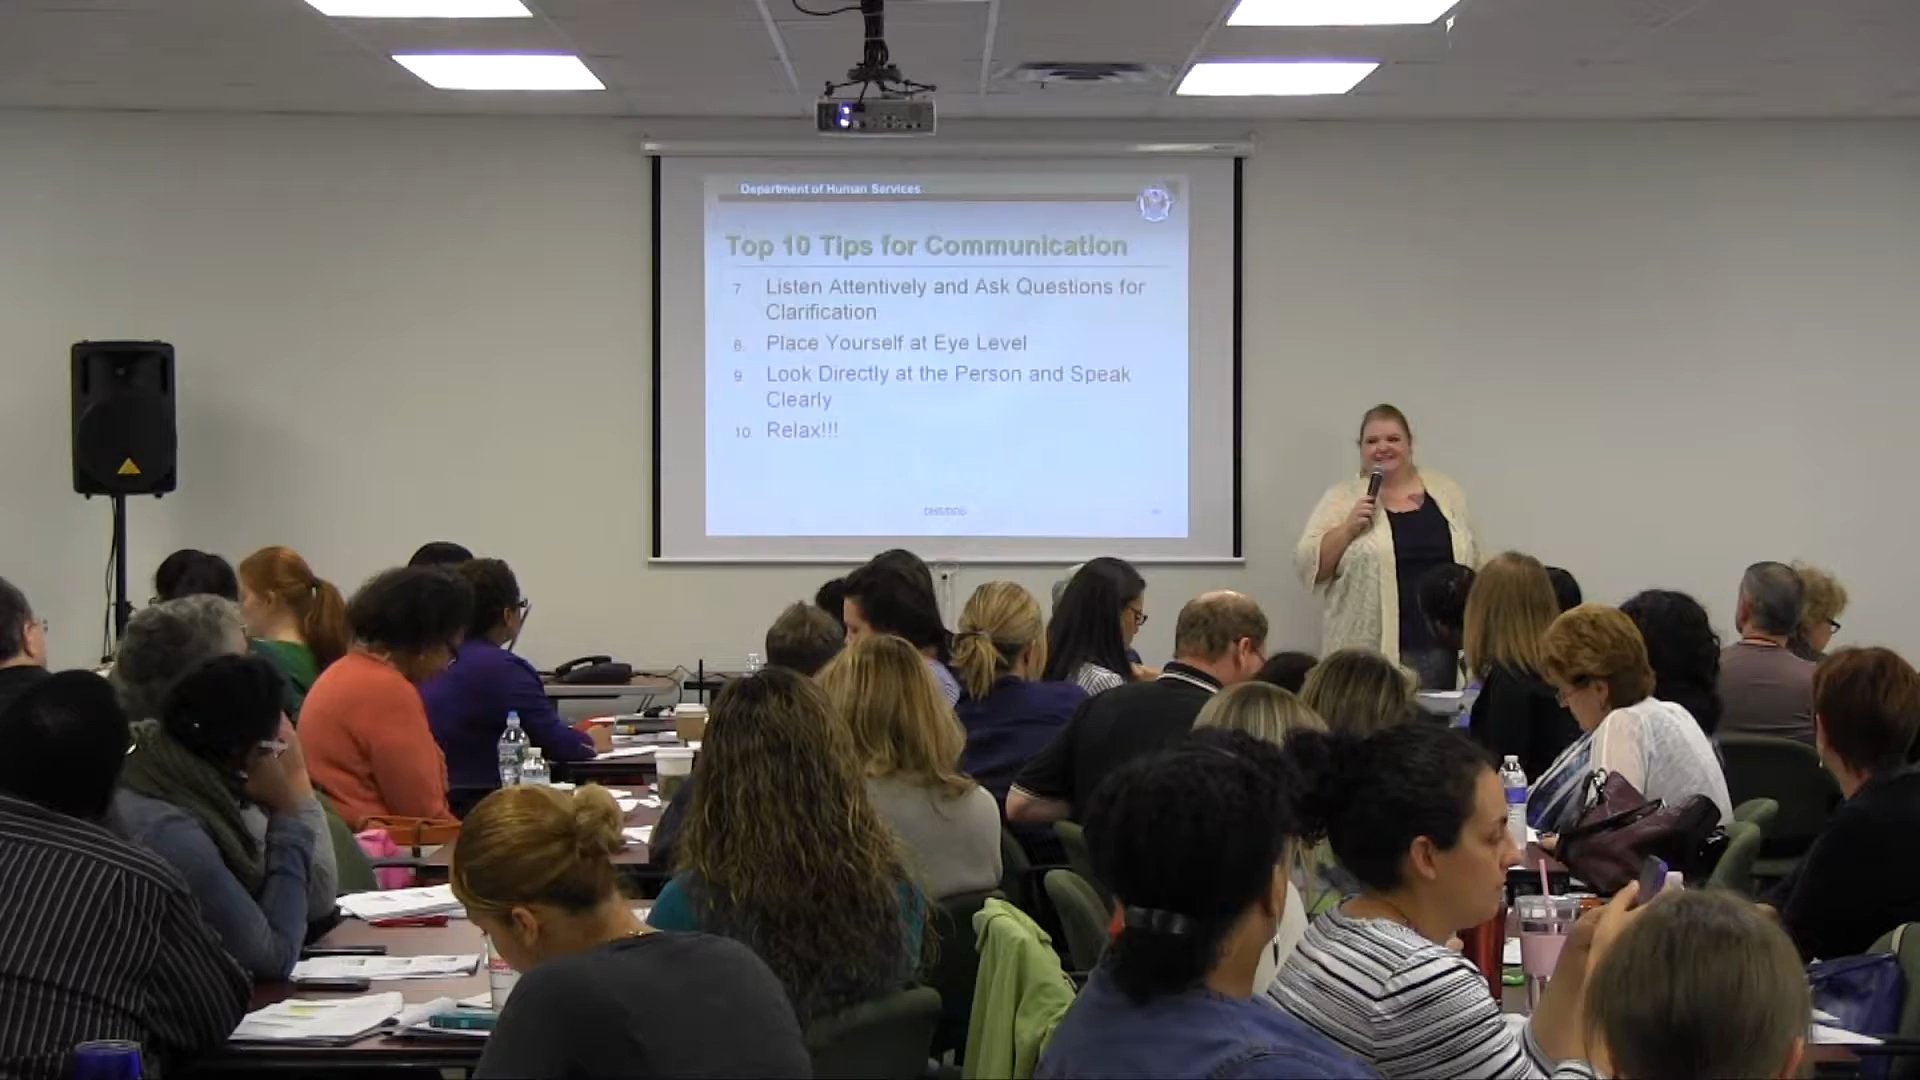 Department of Human Services
Top 10 Tips for Communication
7. Listen Attentively and Ask Questions for
Clarification
8. Place Yourself at Eye Level
9. Look Directly at the Person and Speak
Clearly
10. Relax!!!